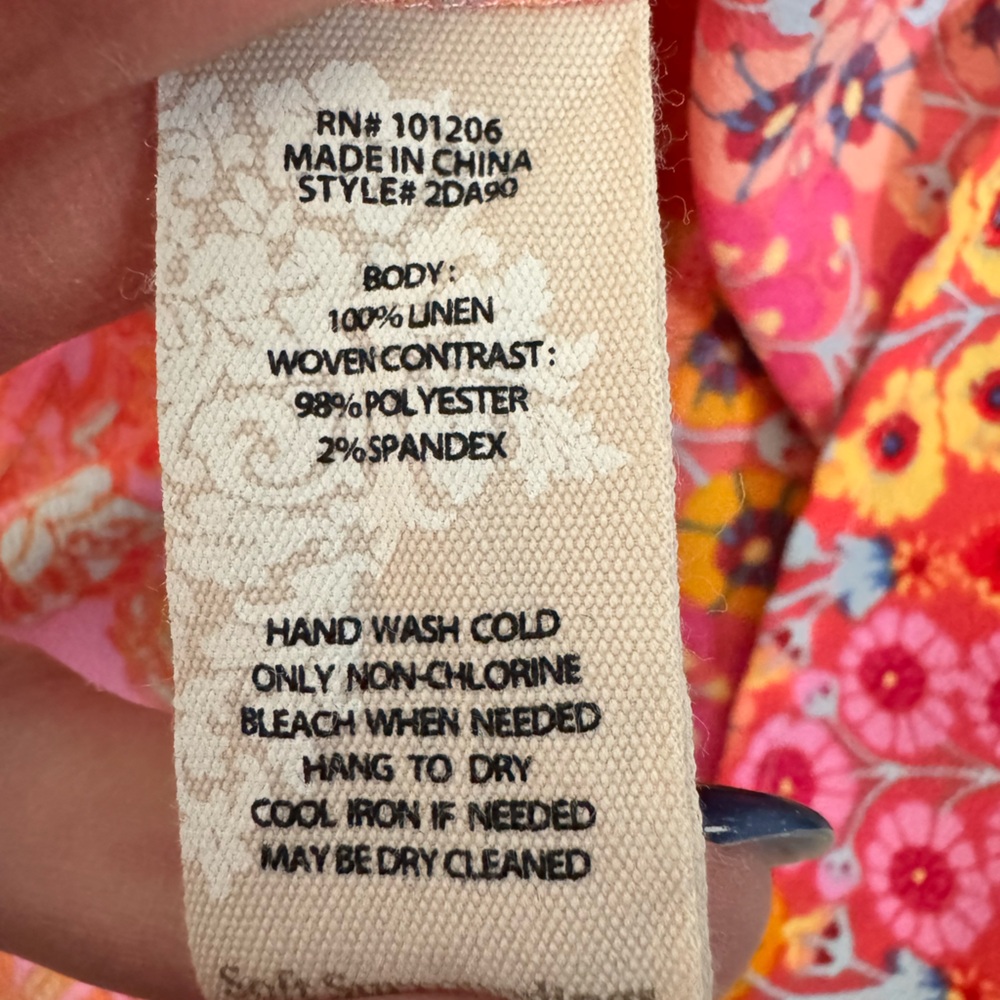 RN# 101206
MADE IN CHINA
STYLE# 2DA90
BODY:
100% LINEN
WOVEN CONTRAST:
98% POLYESTER
2% SPANDEX
HAND WASH COLD
ONLY NON-CHLORINE
BLEACH WHEN NEEDED
HANG TO DRY
COOL IRON IF NEEDED
MAY BE DRY CLEANED